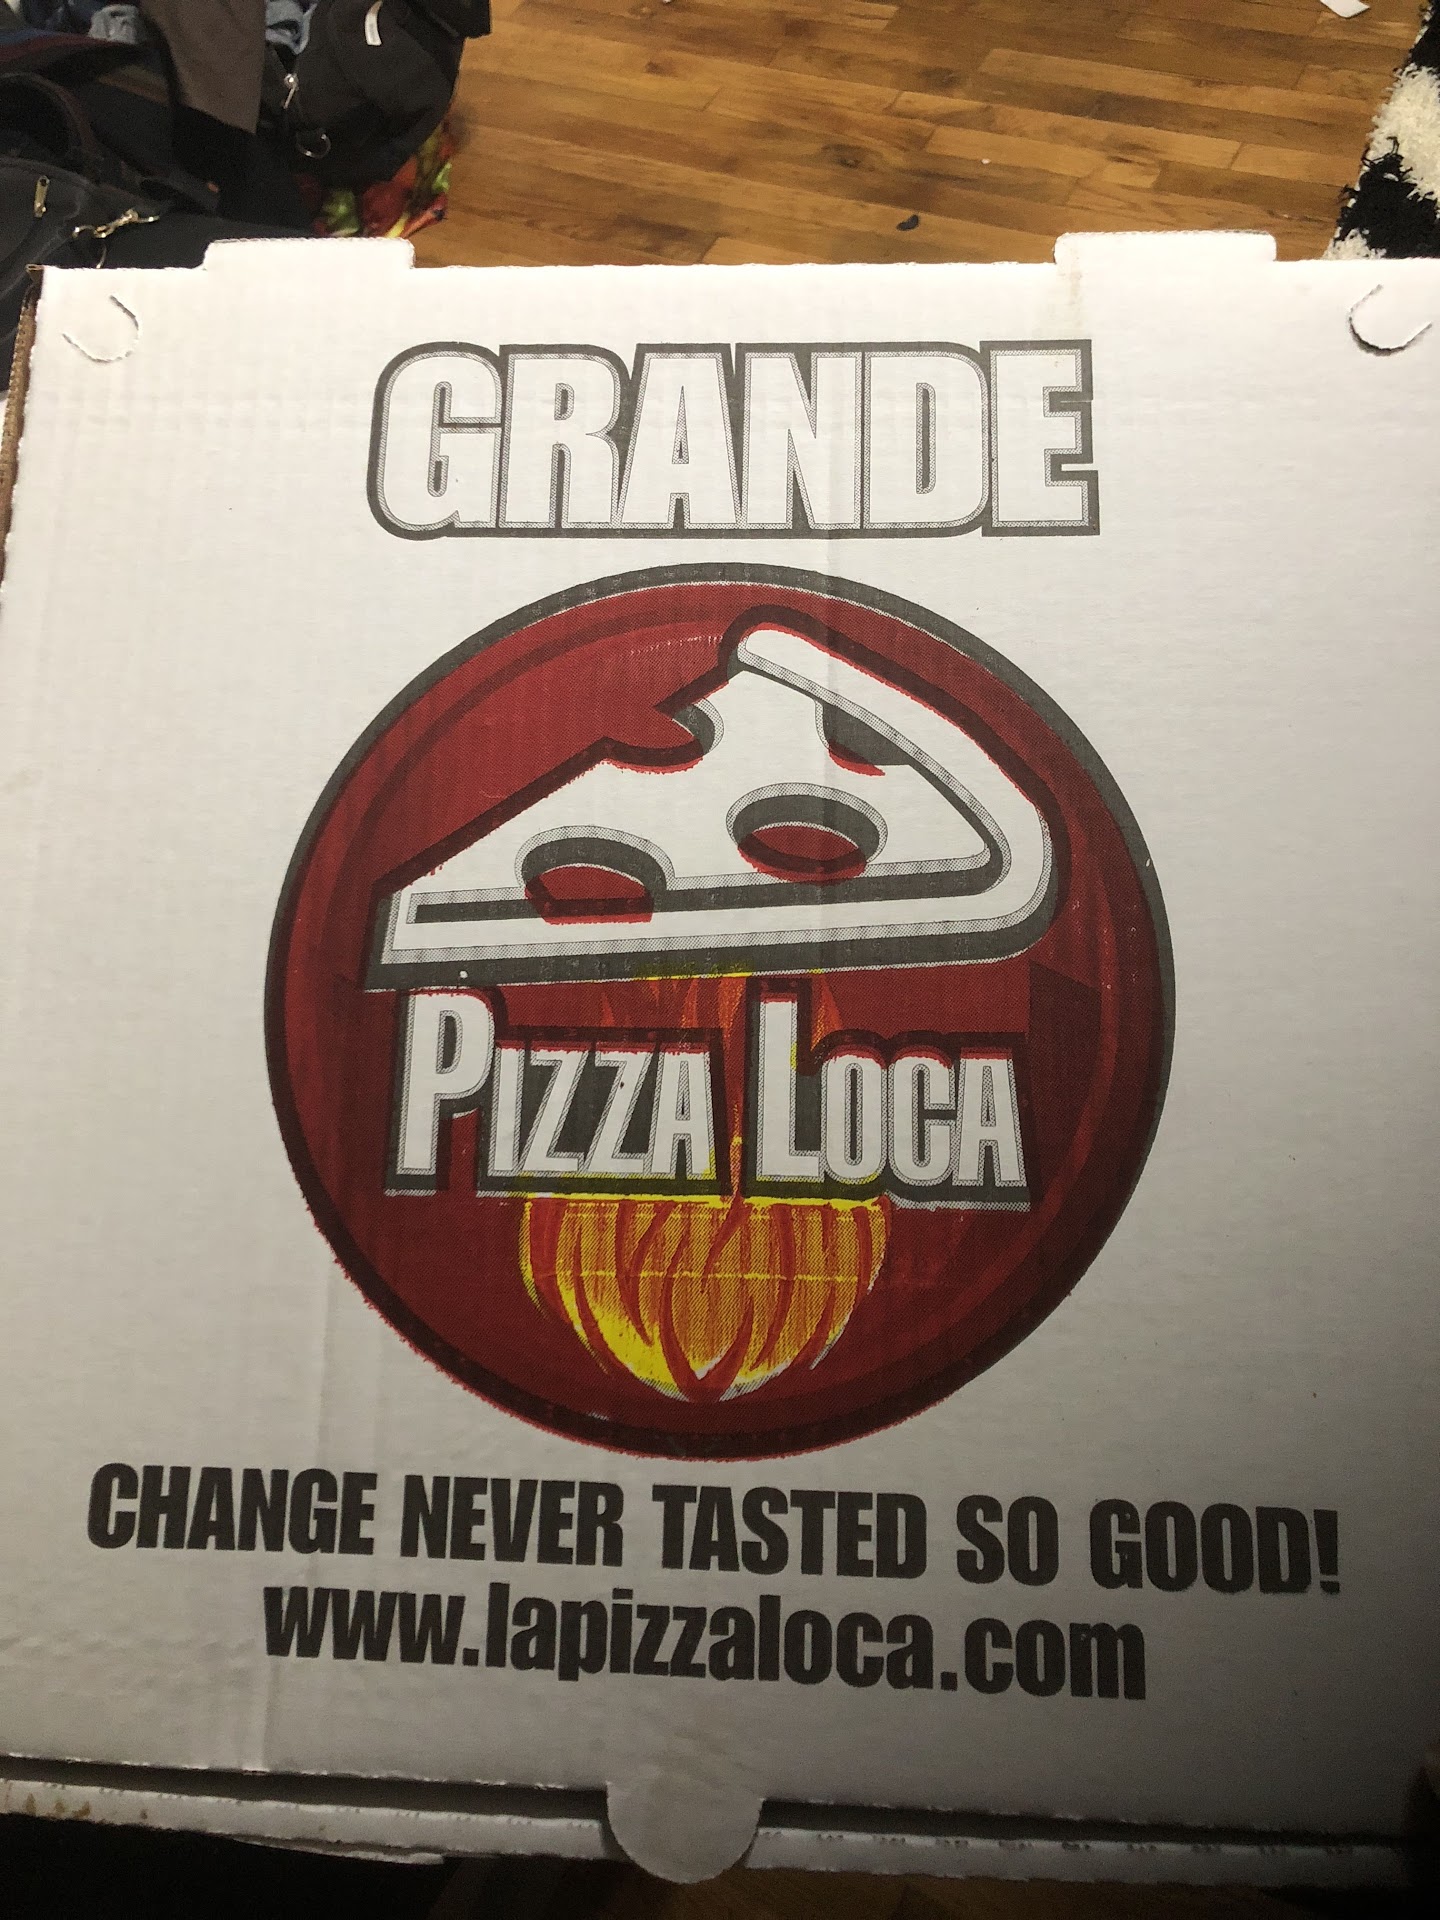 GRANDE
PIZZA LOCA
CHANGE NEVER TASTED SO GOOD!
www.lapizzaloca.com